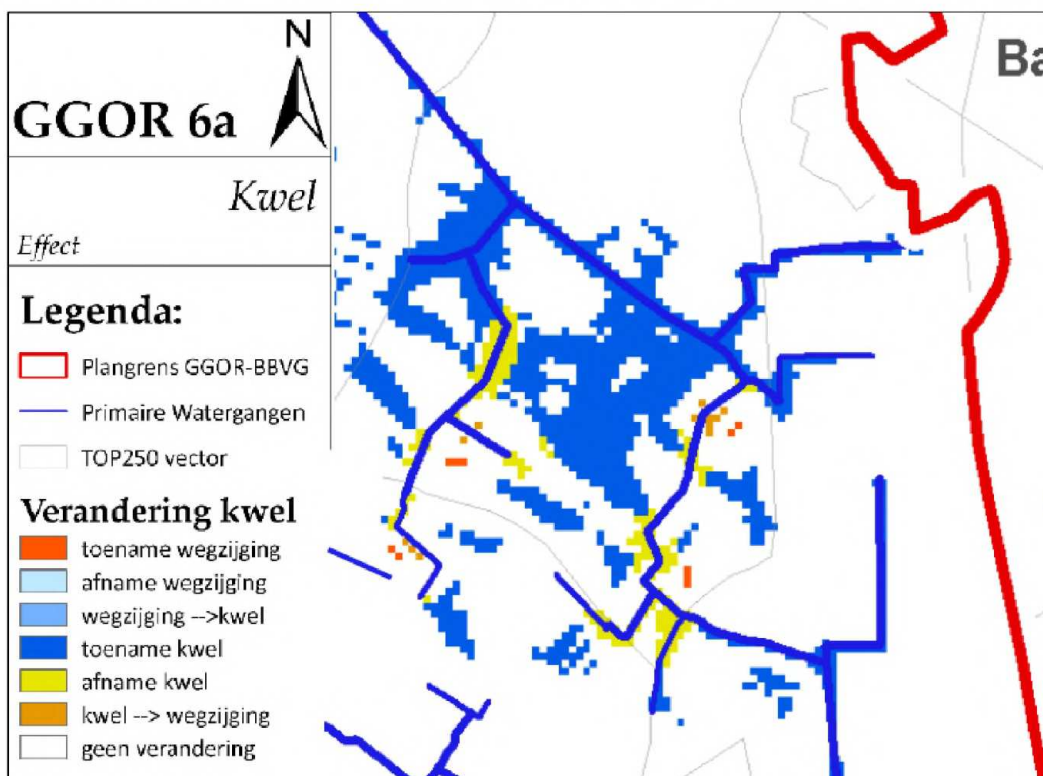 N
GGOR 6a
Kwel
Effect
Legenda:
Plangrens GGOR-BBVG
Primaire Watergangen
TOP250 vector
Verandering kwel
toename wegzijging
afname wegzijging
wegzijging -->kwel
toename kwel
afname kwel
kwel --> wegzijging
geen verandering
Ba